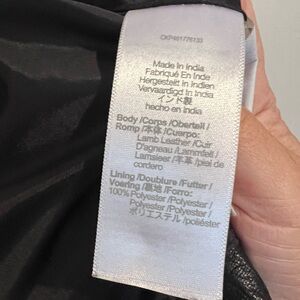 Made in India
Fabriqué En Inde
Hergestellt in Indien
Vervaardigd in India
インド製
hecho en India
Body /Corps /Oberteil /
Romp /本体 /Cuerpo:
Lamb Leather /Cuir
D'agneau /Lammfell /
Lamsleer /羊革 /piel de
cordero
Lining /Doublure /Futter /
Voering /裏地 /Forro:
100% Polyester /Polyester /
Polyester /Polyester /
ポリエステル /poliéster